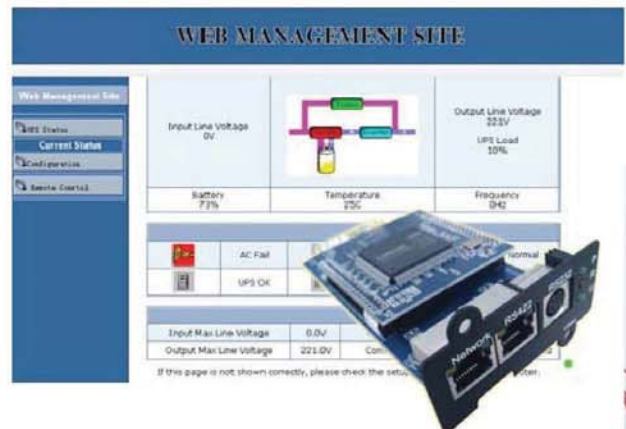 WEB MANAGEMENT SITE
Web Management Site
UPS Status
Current Status
Configuration
Remote Control
Input Line Voltage
0V
Output Line Voltage
221V
UPS Load
10%
Battery
73%
Temperature
25C
Frequency
0Hz
AC Fail
Normal
UPS OK
Input Max Line Voltage
0.0V
Output Max Line Voltage
221.0V
If this page is not shown correctly, please check the
Network
RS422
RS232